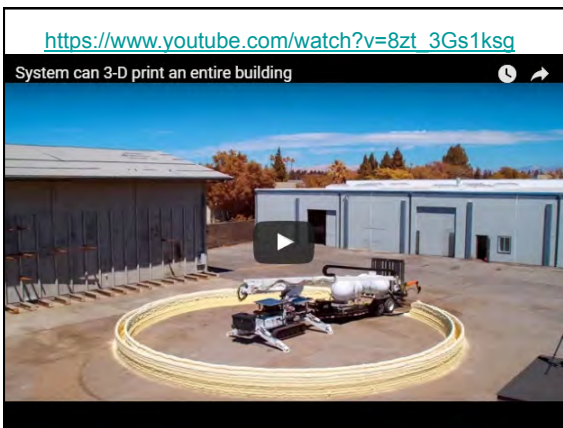 https://www.youtube.com/watch?v=8zt_3Gs1ksg
System can 3-D print an entire building